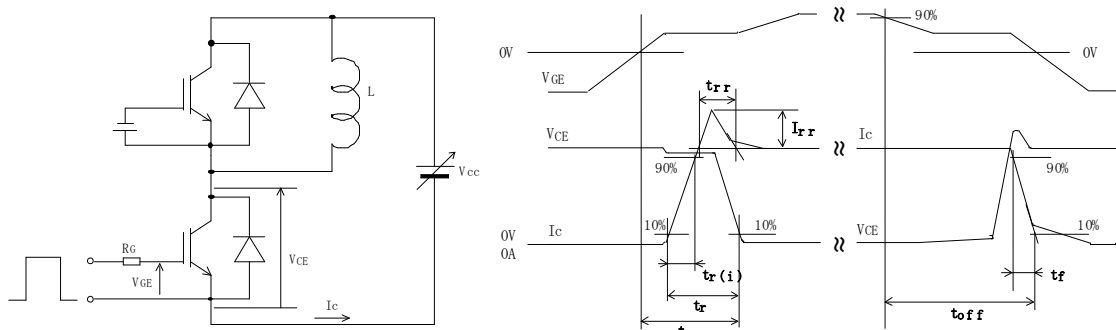 L
Vcc
RG
VGE
VCE
Ic
0V
VGE
90%
0V
trr
Irr
VCE
Ic
90%
90%
10%
10%
10%
Ic
0V
0A
VCE
tr(i)
tr
tf
toff